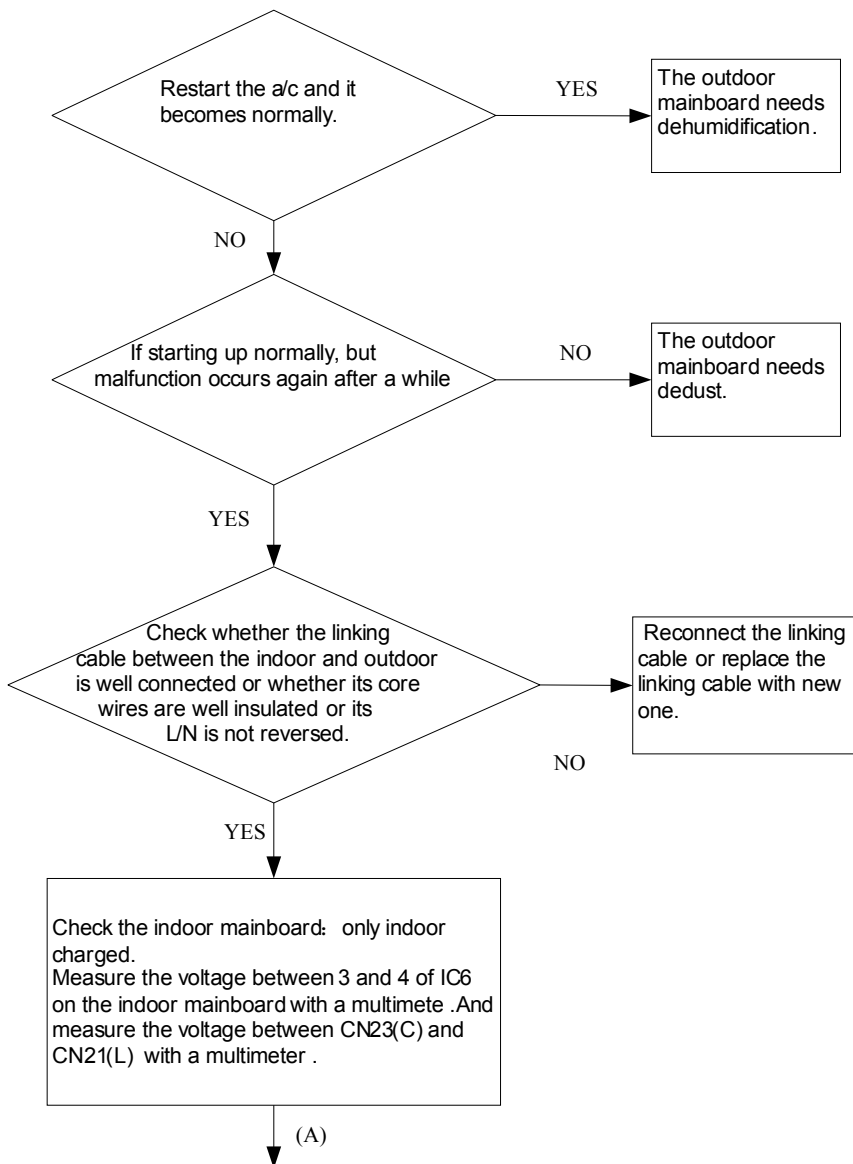 Restart the a/c and it
becomes normally.
YES
The outdoor
mainboard needs
dehumidification.
NO
If starting up normally, but
malfunction occurs again after a while
NO
The outdoor
mainboard needs
dedust.
YES
Check whether the linking
cable between the indoor and outdoor
is well connected or whether its core
wires are well insulated or its
L/N is not reversed.
NO
Reconnect the linking
cable or replace the
linking cable with new
one.
YES
Check the indoor mainboard: only indoor
charged.
Measure the voltage between 3 and 4 of IC6
on the indoor mainboard with a multimete .And
measure the voltage between CN23(C) and
CN21(L) with a multimeter .
(A)